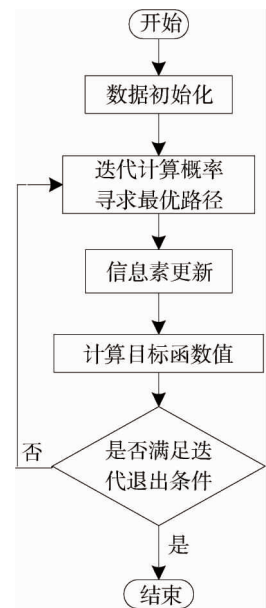 开始
数据初始化
迭代计算概率
寻求最优路径
信息素更新
计算目标函数值
是否满足迭
代退出条件
否
是
结束